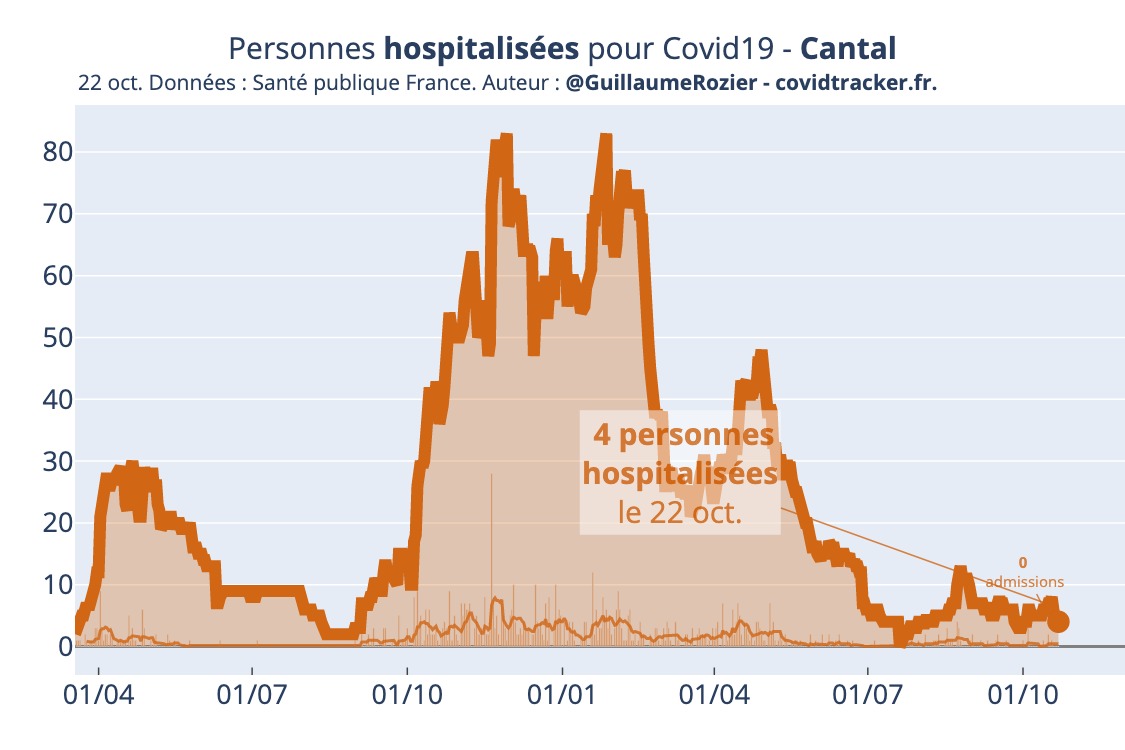 Personnes hospitalisées pour Covid19 - Cantal
22 oct. Données : Santé publique France. Auteur : @GuillaumeRozier - covidtracker.fr.
80
70
60
50
40
30
20
10
0
4 personnes
hospitalisées
le 22 oct.
0
admissions
01/04
01/07
01/10
01/01
01/04
01/07
01/10